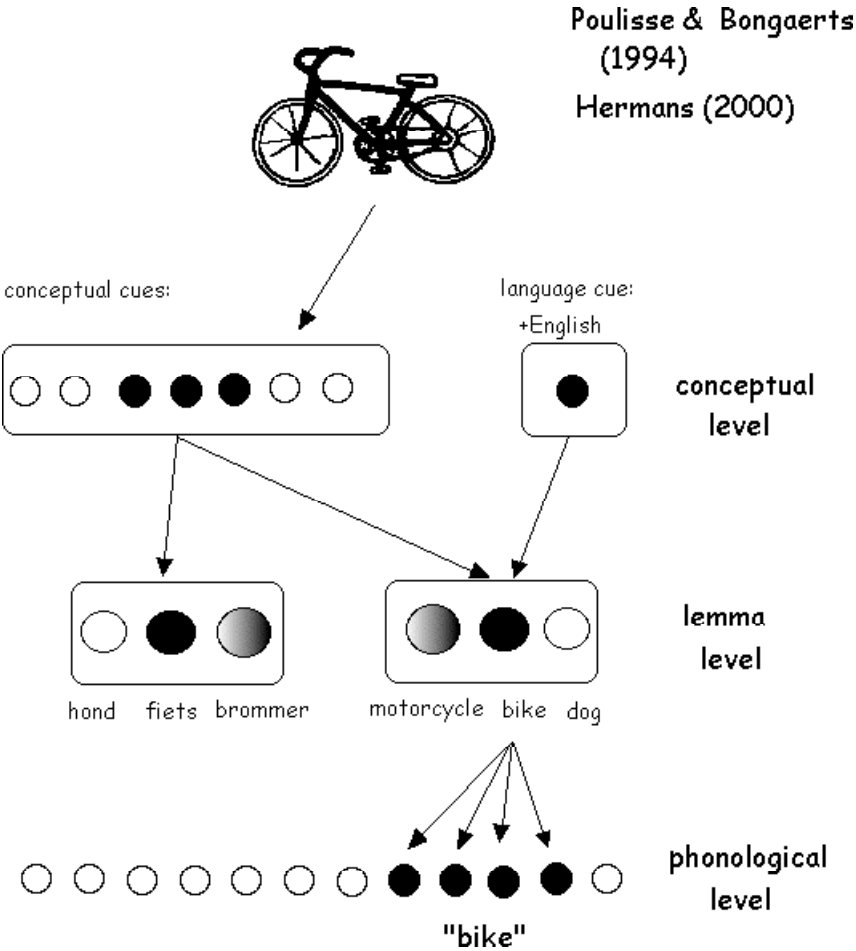 Poulisse & Bongaerts
(1994)
Hermans (2000)
conceptual cues:
language cue:
+English
conceptual
level
lemma
level
hond fiets brommer
motorcycle bike dog
phonological
level
"bike"